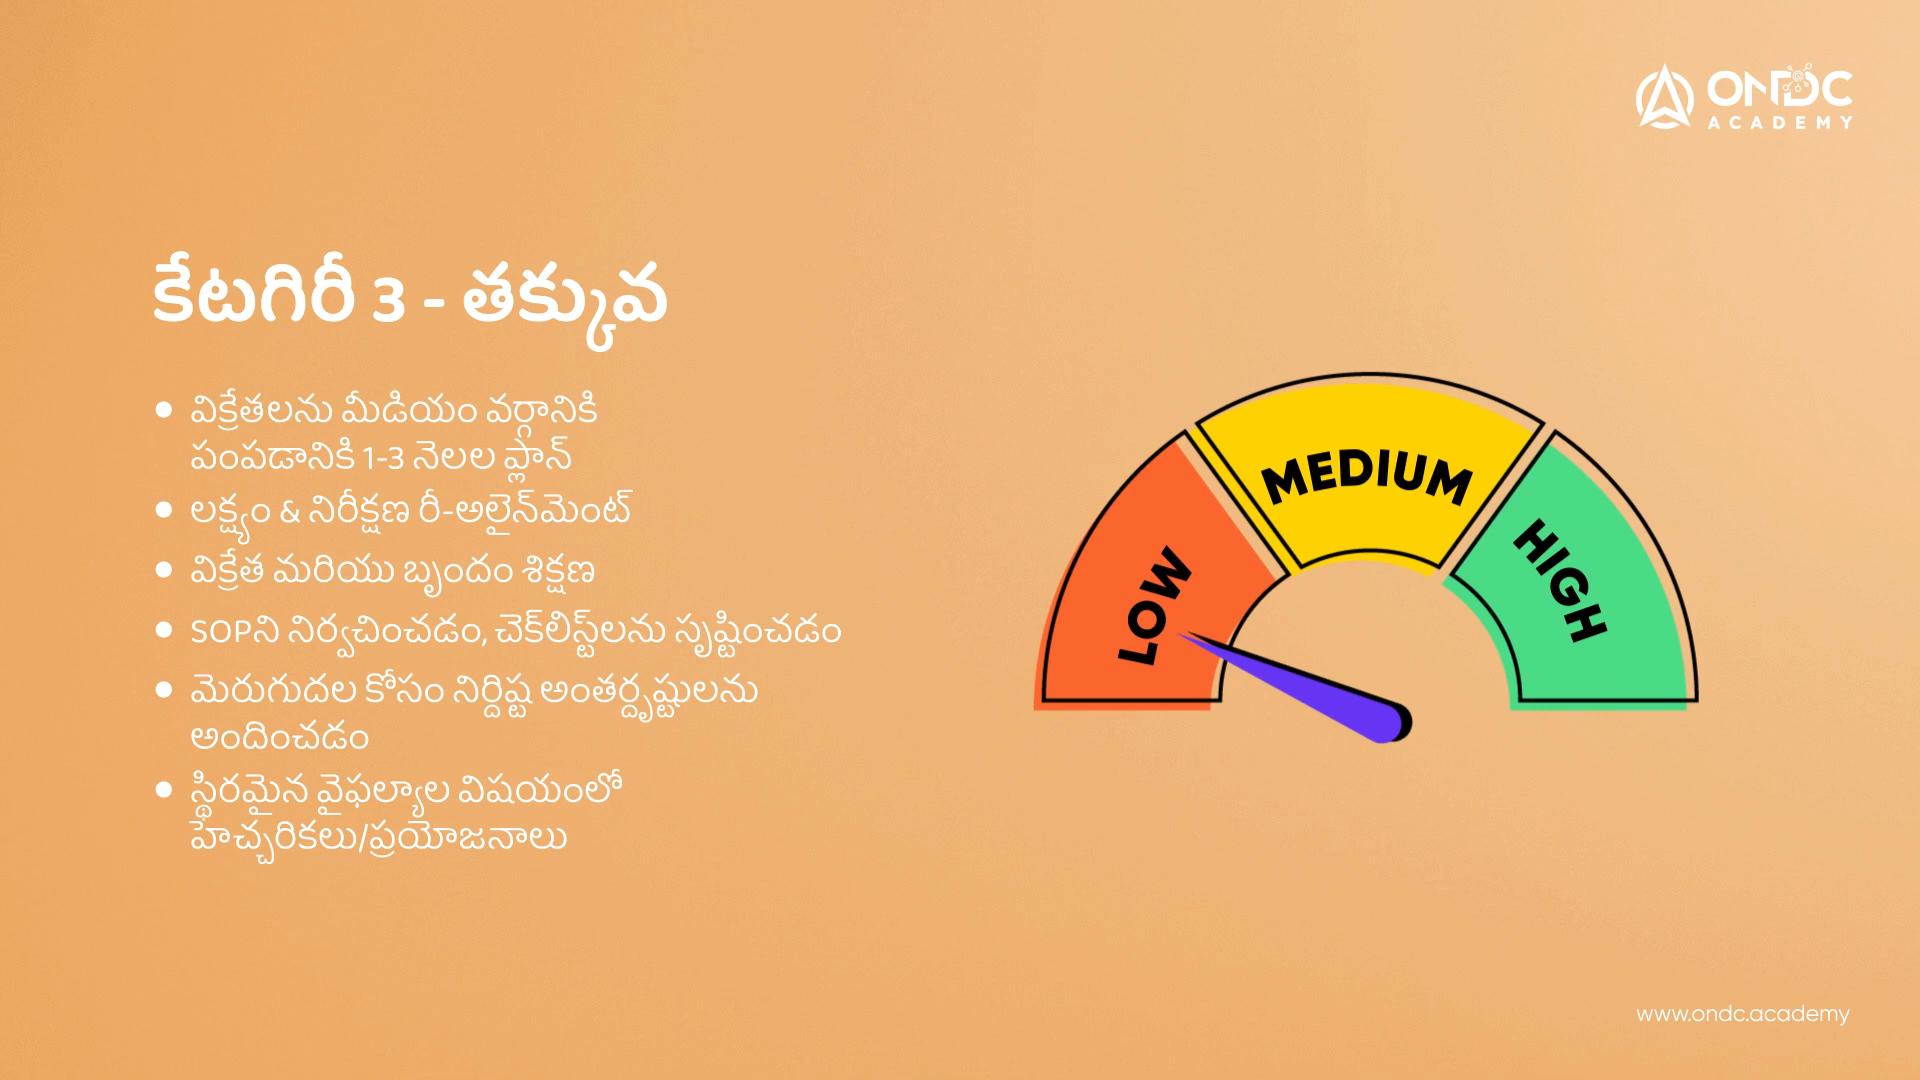 ONDC
ACADEMY
కేటగిరీ 3 - తక్కువ
• విక్రేతలను మీడియం వర్గానికి
పంపడానికి 1-3 నెలల ప్లాన్
• లక్ష్యం & నిరీక్షణ రీ-అలైన్‌మెంట్
• విక్రేత మరియు బృందం శిక్షణ
• SOPని నిర్వచించడం, చెక్‌లిస్ట్‌లను సృష్టించడం
• మెరుగుదల కోసం నిర్దిష్ట అంతర్దృష్టులను
అందించడం
• స్థిరమైన వైఫల్యాల విషయంలో
హెచ్చరికలు/ప్రయోజనాలు
LOW
MEDIUM
HIGH
www.ondc.academy